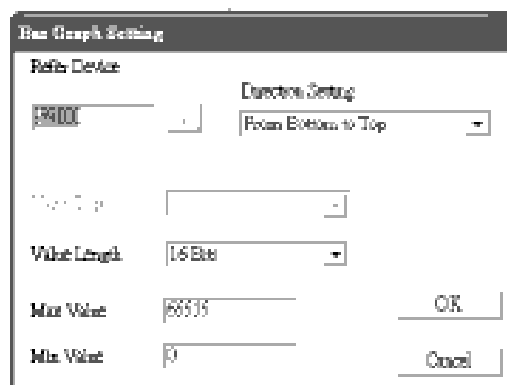 Bar Graph Setting
Refer Device
Direction Setting
From Bottom to Top
Value Length
16 Bits
Max Value
65535
OK
Min Value
0
Cancel